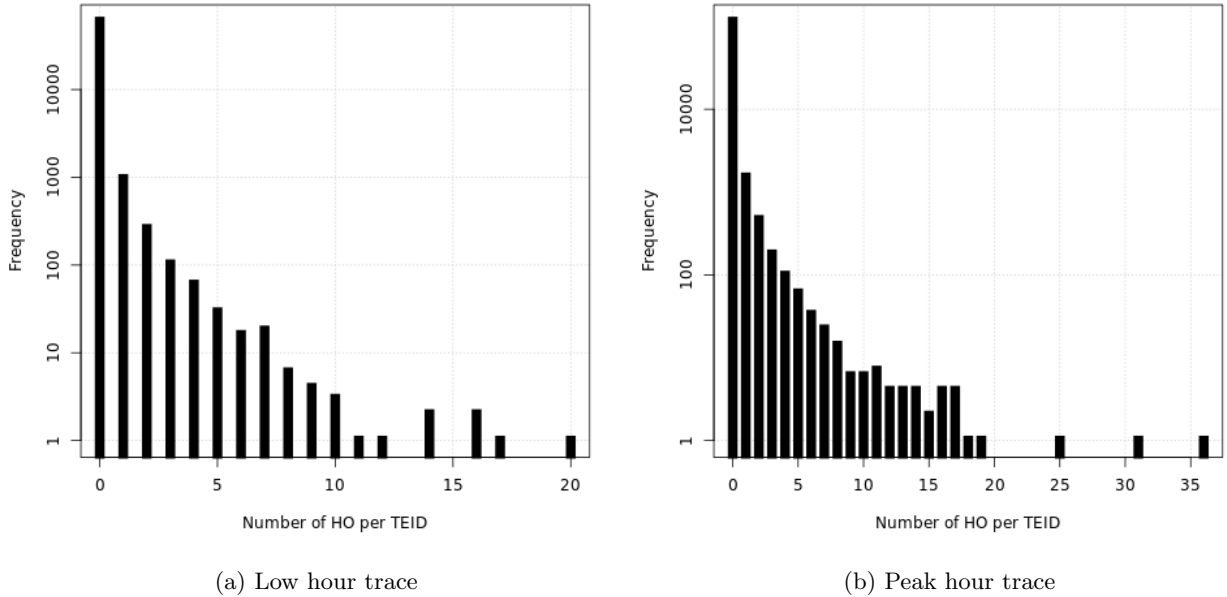 Frequency
10000
1000
100
10
1
0 5 10 15 20
Number of HO per TEID
(a) Low hour trace
Frequency
10000
100
1
0 5 10 15 20 25 30 35
Number of HO per TEID
(b) Peak hour trace